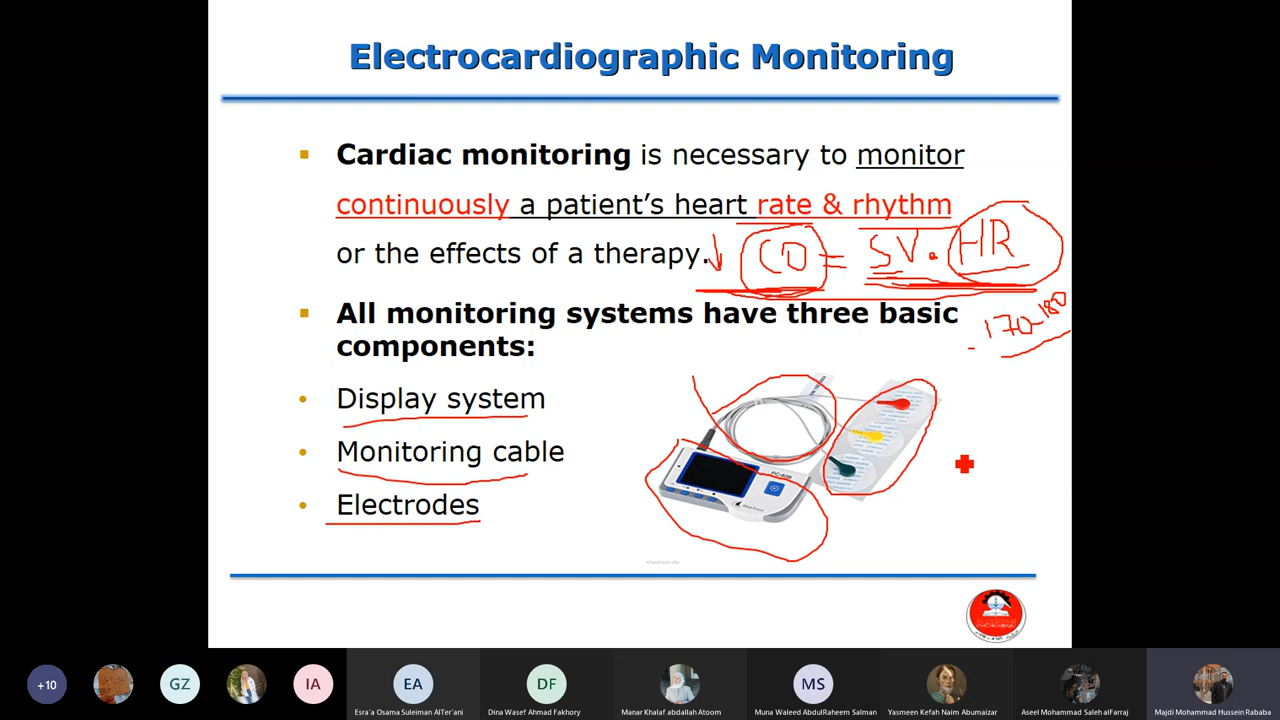 Electrocardiographic Monitoring
▪ Cardiac monitoring is necessary to monitor
continuously a patient's heart rate & rhythm
or the effects of a therapy.
↓ CO = SV . HR
▪ All monitoring systems have three basic
components:
170-180
• Display system
• Monitoring cable
• Electrodes
PC-80B
+10
GZ
IA
EA
DF
MS
Esra'a Osama Suleiman AlTer'ani
Dina Wasef Ahmad Fakhory
Manar Khalaf abdallah Atoom
Muna Waleed AbdulRaheem Salman
Yasmeen Kefah Naim Abumaizar
Aseel Mohammad Saleh alFarraj
Majdi Mohammad Hussein Rababa